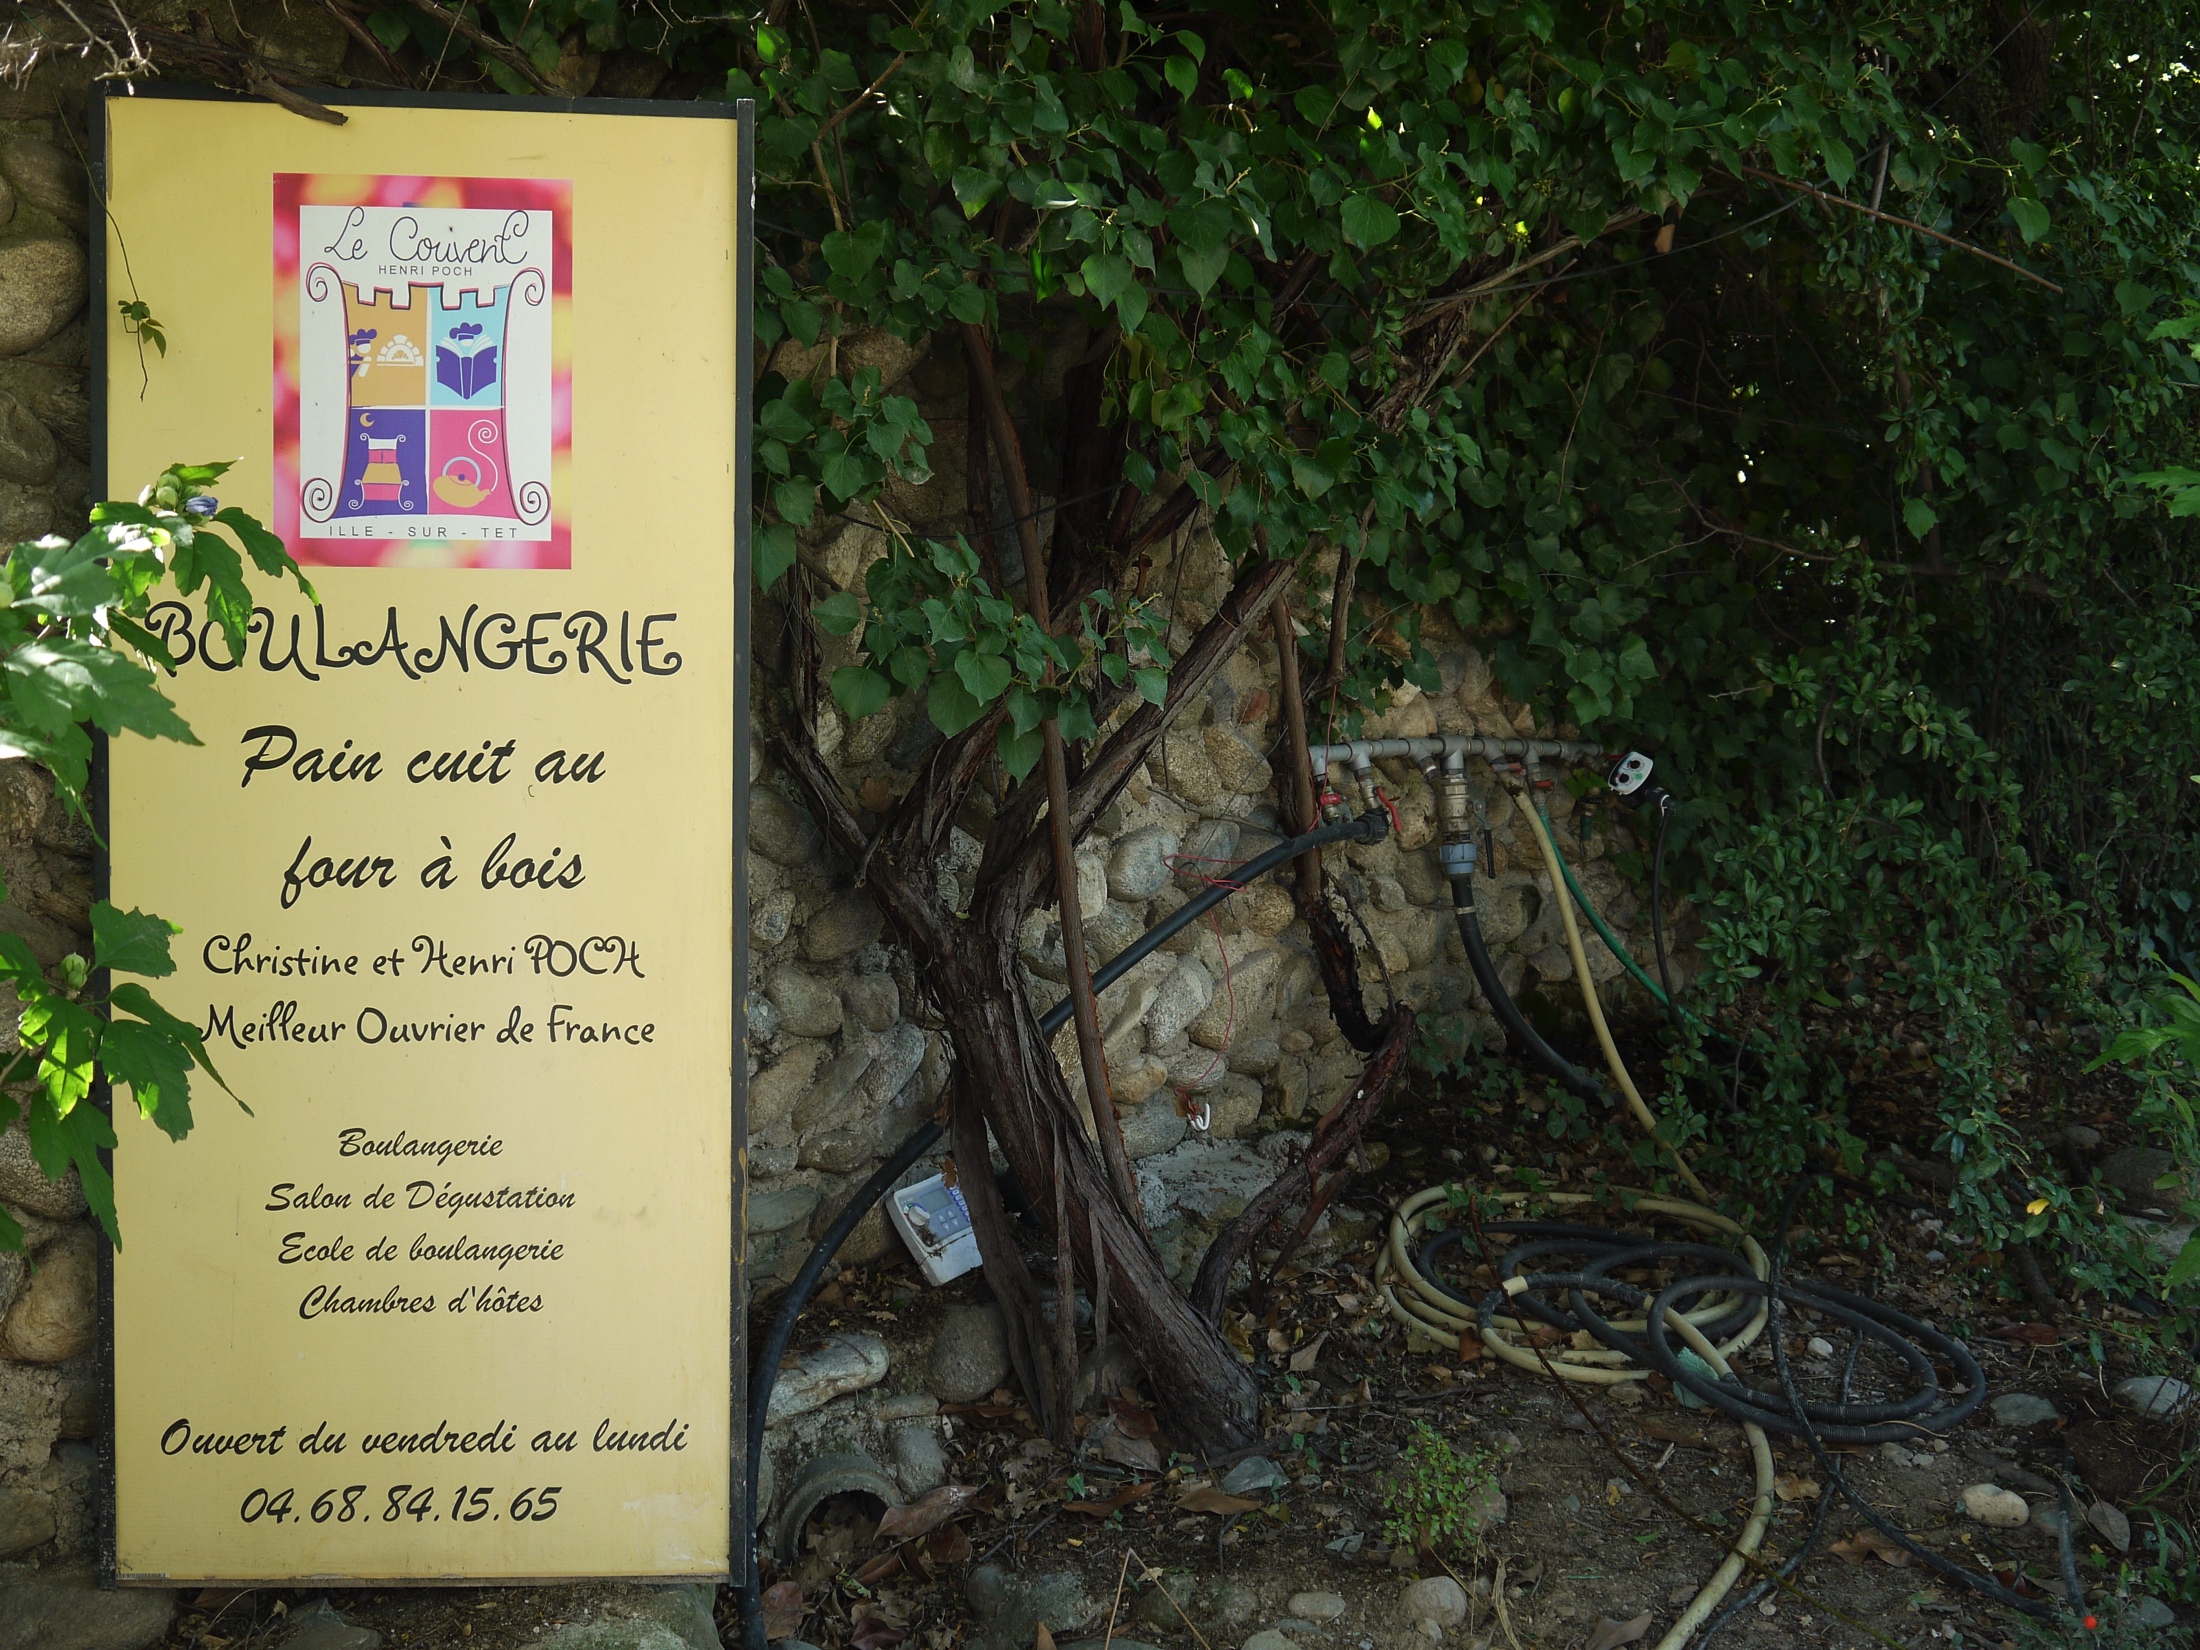 Le Couvent
HENRI POCH
ILLE - SUR - TET
BOULANGERIE
Pain cuit au
four à bois
Christine et Henri POCH
Meilleur Ouvrier de France
Boulangerie
Salon de Dégustation
Ecole de boulangerie
Chambres d'hôtes
Ouvert du vendredi au lundi
04.68.84.15.65